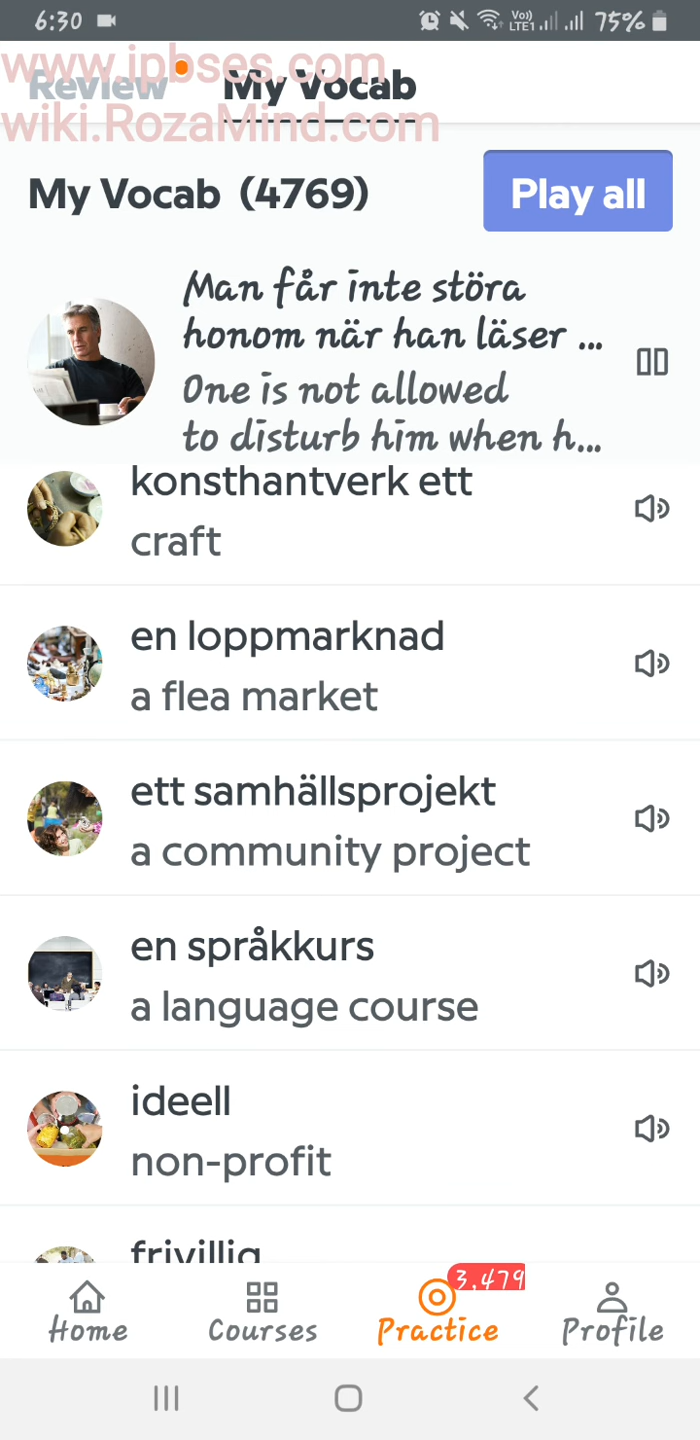 6:30
Vo)) LTE1 75%
www.ipbses.com
Review My Vocab
wiki.RozaMind.com
My Vocab (4769)
Play all
Man får inte störa
honom när han läser ...
One is not allowed
to disturb him when h...
konsthantverk ett
craft
en loppmarknad
a flea market
ett samhällsprojekt
a community project
en språkkurs
a language course
ideell
non-profit
frivillig
3,479
Home Courses Practice Profile